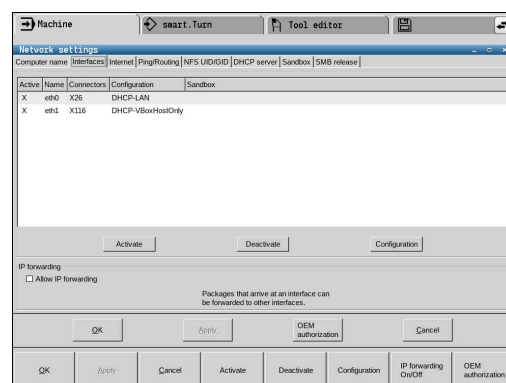 Machine
smart.Turn
Tool editor
Network settings
Computer name Interfaces Internet Ping/Routing NFS UID/GID DHCP server Sandbox SMB release
Active Name Connectors Configuration Sandbox
X eth0 X26 DHCP-LAN
X eth1 X116 DHCP-VBoxHostOnly
Activate Deactivate Configuration
IP forwarding
Allow IP forwarding
Packages that arrive at an interface can
be forwarded to other interfaces.
OK Apply OEM authorization Cancel
OK Apply Cancel Activate Deactivate Configuration IP forwarding On/Off OEM authorization